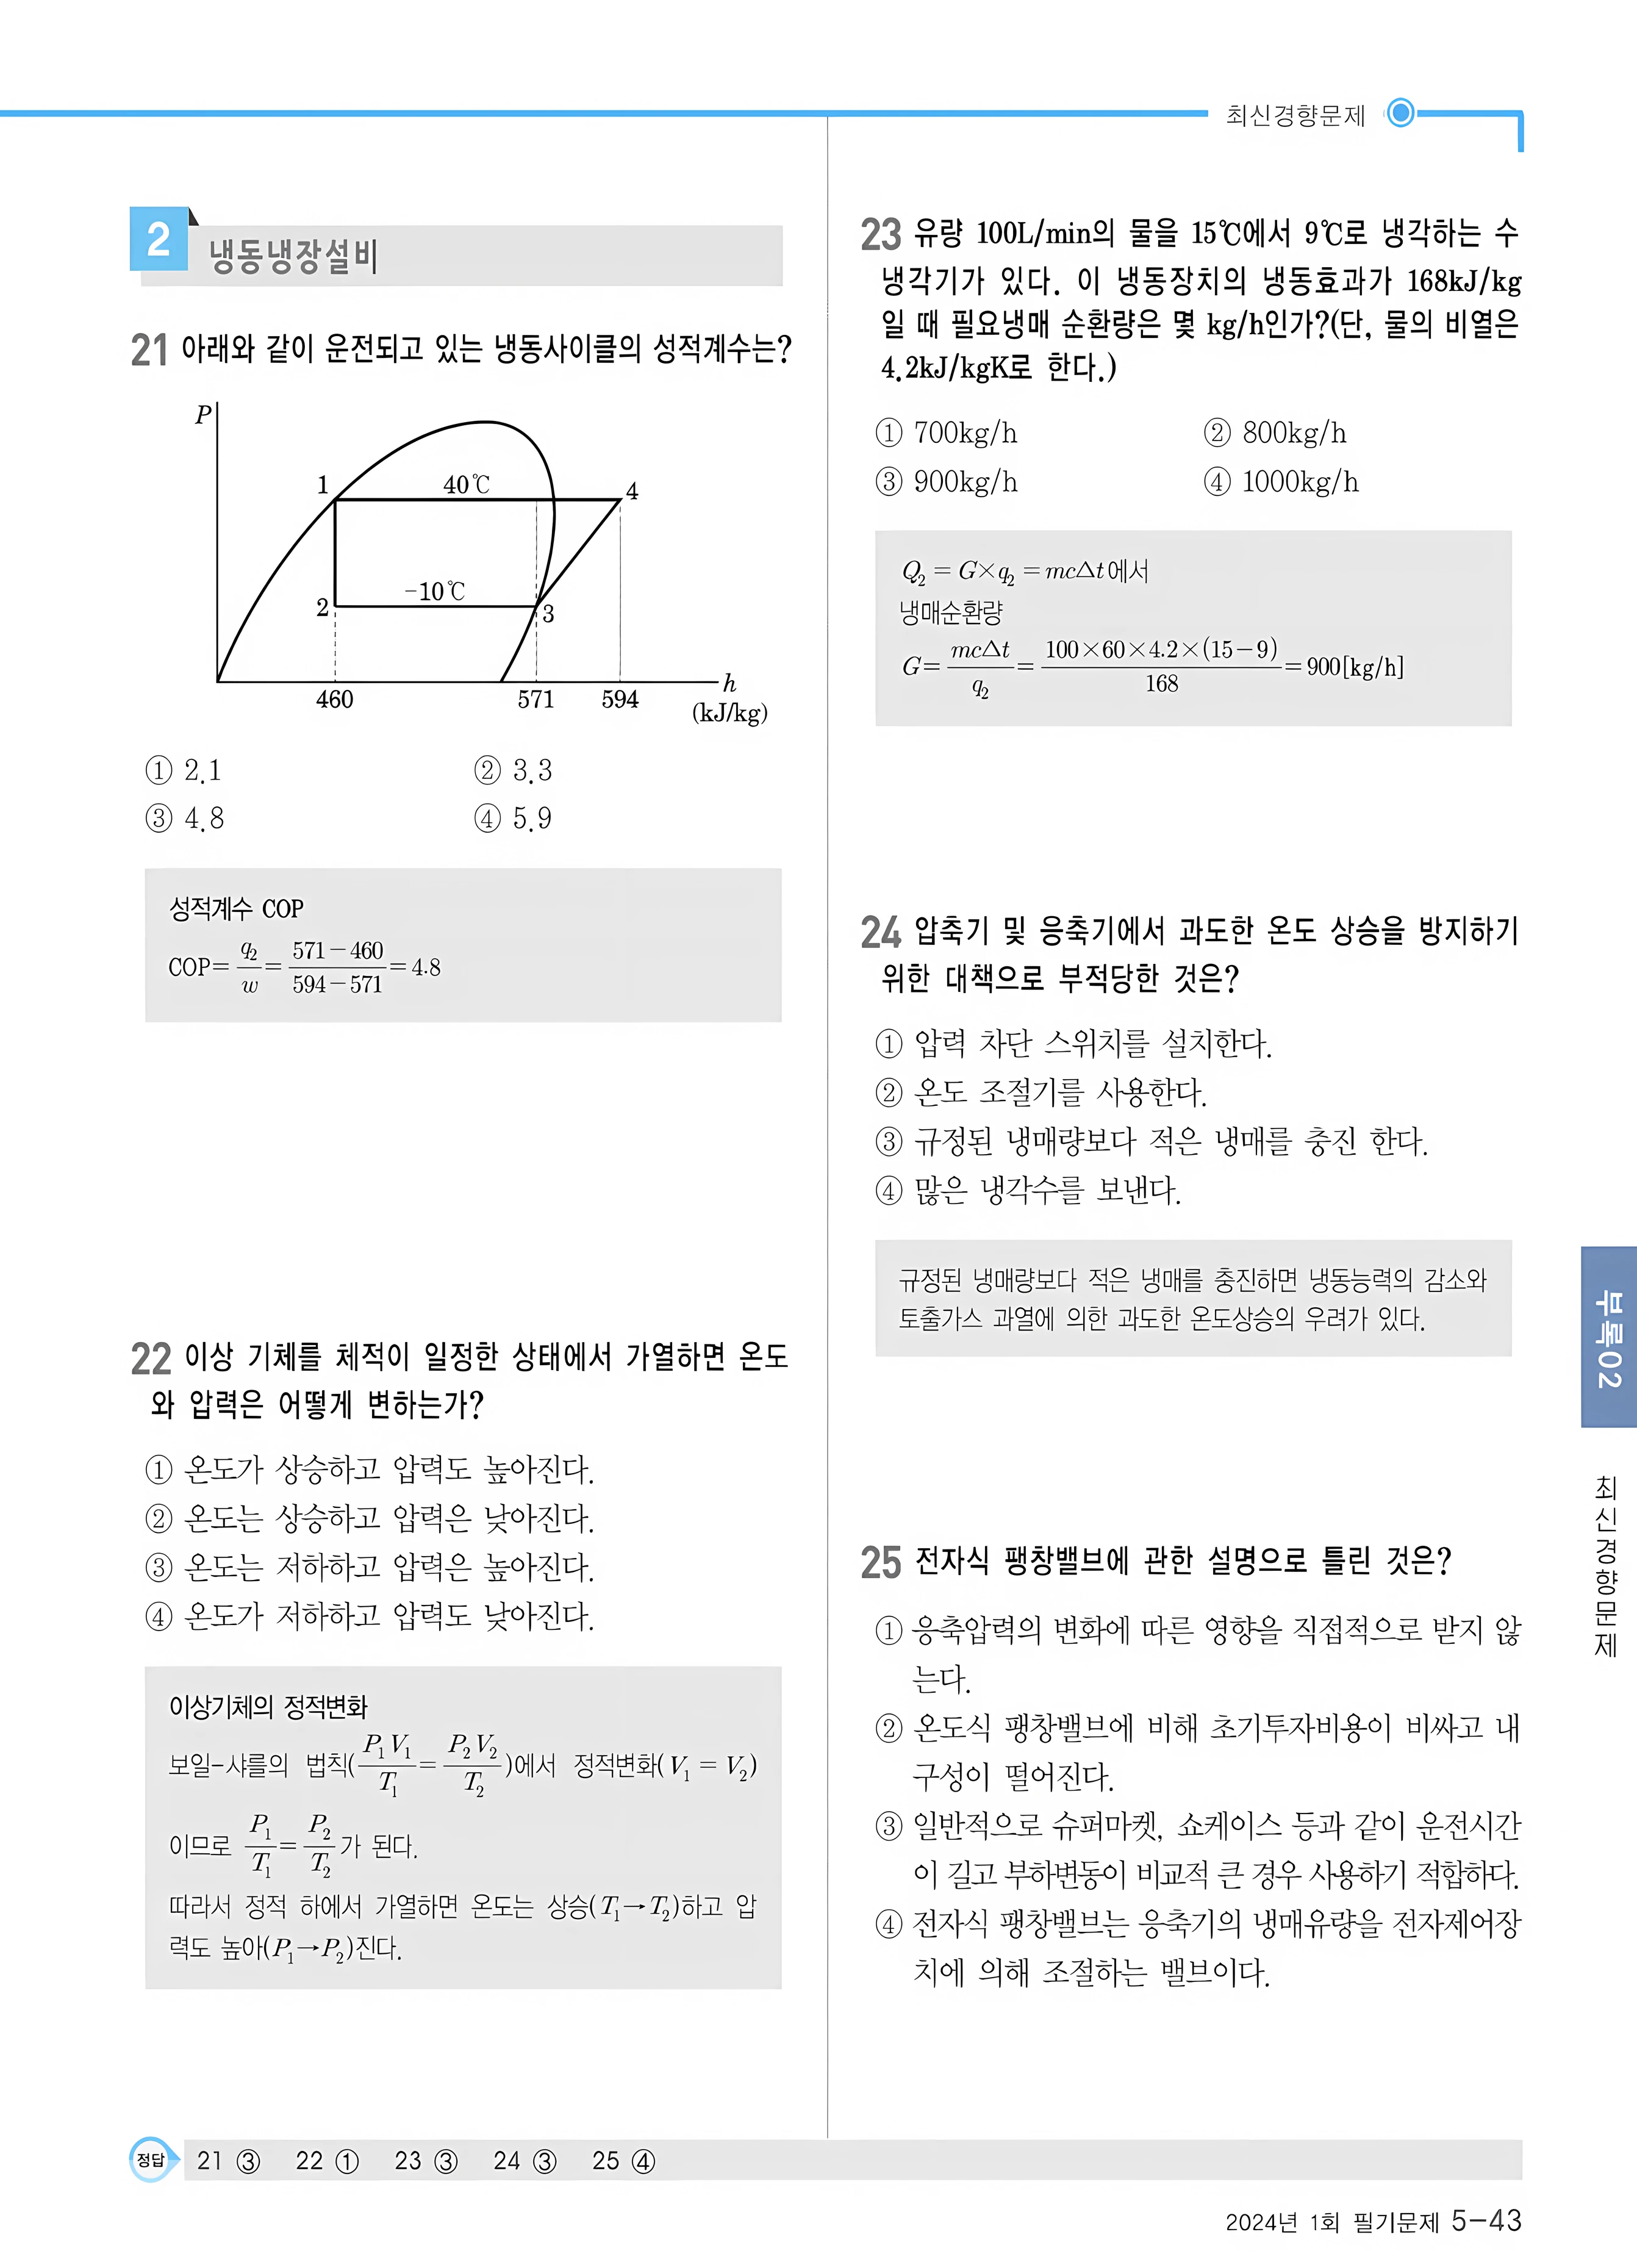 최신경향문제
2 냉동냉장설비
21 아래와 같이 운전되고 있는 냉동사이클의 성적계수는?
P
1 40℃ 4
-10℃
2 3
460 571 594 h
(kJ/kg)
① 2.1 ② 3.3
③ 4.8 ④ 5.9
성적계수 COP
COP = q₂/w = (571-460)/(594-571) = 4.8
22 이상 기체를 체적이 일정한 상태에서 가열하면 온도
와 압력은 어떻게 변하는가?
① 온도가 상승하고 압력도 높아진다.
② 온도는 상승하고 압력은 낮아진다.
③ 온도는 저하하고 압력은 높아진다.
④ 온도가 저하하고 압력도 낮아진다.
이상기체의 정적변화
보일-샤를의 법칙(P₁V₁/T₁ = P₂V₂/T₂)에서 정적변화(V₁ = V₂)
이므로 P₁/T₁ = P₂/T₂가 된다.
따라서 정적 하에서 가열하면 온도는 상승(T₁→T₂)하고 압
력도 높아(P₁→P₂)진다.
23 유량 100L/min의 물을 15℃에서 9℃로 냉각하는 수
냉각기가 있다. 이 냉동장치의 냉동효과가 168kJ/kg
일 때 필요냉매 순환량은 몇 kg/h인가?(단, 물의 비열은
4.2kJ/kgK로 한다.)
① 700kg/h ② 800kg/h
③ 900kg/h ④ 1000kg/h
Q₂ = G×q₂ = mc△t에서
냉매순환량
G = mc△t/q₂ = 100×60×4.2×(15-9)/168 = 900[kg/h]
24 압축기 및 응축기에서 과도한 온도 상승을 방지하기
위한 대책으로 부적당한 것은?
① 압력 차단 스위치를 설치한다.
② 온도 조절기를 사용한다.
③ 규정된 냉매량보다 적은 냉매를 충진 한다.
④ 많은 냉각수를 보낸다.
규정된 냉매량보다 적은 냉매를 충진하면 냉동능력의 감소와
토출가스 과열에 의한 과도한 온도상승의 우려가 있다.
25 전자식 팽창밸브에 관한 설명으로 틀린 것은?
① 응축압력의 변화에 따른 영향을 직접적으로 받지 않
는다.
② 온도식 팽창밸브에 비해 초기투자비용이 비싸고 내
구성이 떨어진다.
③ 일반적으로 슈퍼마켓, 쇼케이스 등과 같이 운전시간
이 길고 부하변동이 비교적 큰 경우 사용하기 적합하다.
④ 전자식 팽창밸브는 응축기의 냉매유량을 전자제어장
치에 의해 조절하는 밸브이다.
부록02
최신경향문제
정답 21 ③ 22 ① 23 ③ 24 ③ 25 ④
2024년 1회 필기문제 5-43